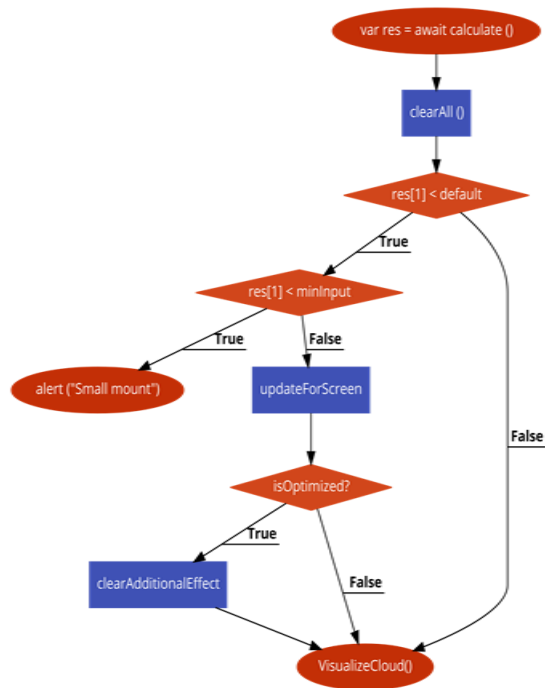 var res = await calculate ()
clearAll ()
res[1] < default
True
res[1] < minInput
True
False
alert ("Small mount")
updateForScreen
False
isOptimized?
True
clearAdditionalEffect
False
VisualizeCloud()